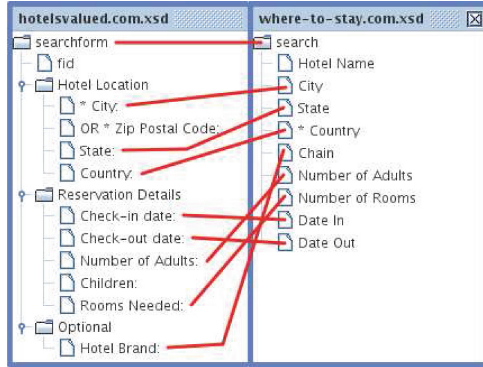 hotelsvalued.com.xsd
searchform
fid
Hotel Location
* City:
OR * Zip Postal Code:
State:
Country:
Reservation Details
Check-in date:
Check-out date:
Number of Adults:
Children:
Rooms Needed:
Optional
Hotel Brand:
where-to-stay.com.xsd
search
Hotel Name
City
State
* Country
Chain
Number of Adults
Number of Rooms
Date In
Date Out